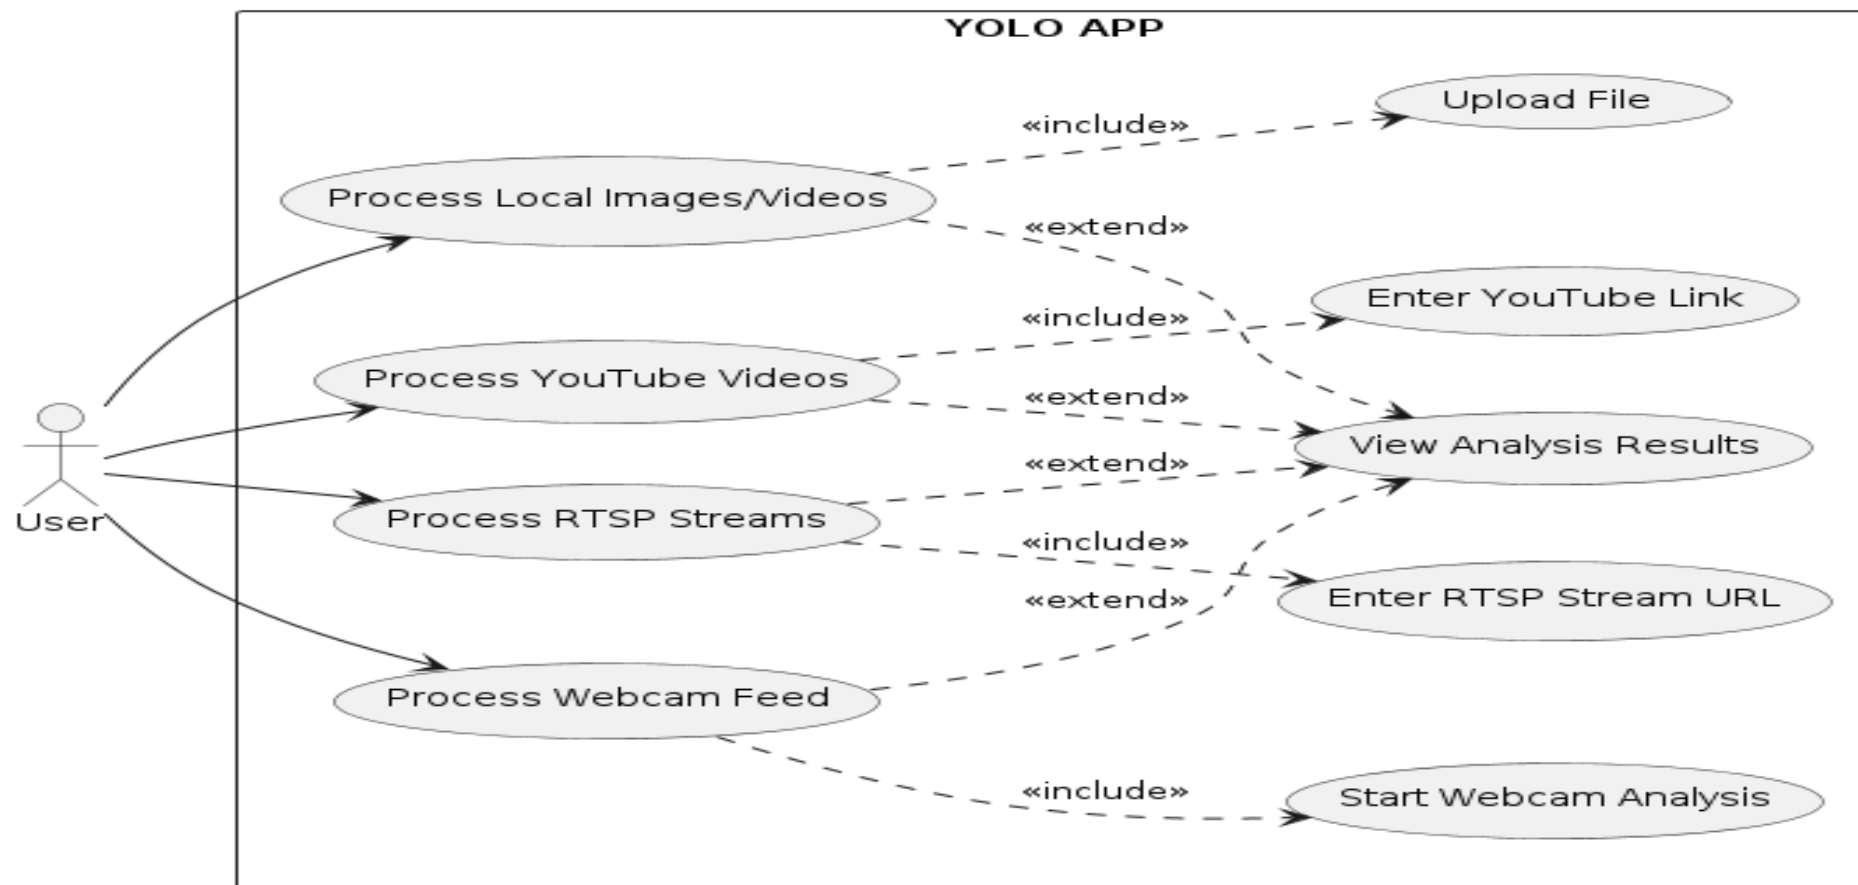 YOLO APP
Upload File
«include»
Process Local Images/Videos
«extend»
Enter YouTube Link
«include»
Process YouTube Videos
«extend»
View Analysis Results
«extend»
Process RTSP Streams
User
«include»
Enter RTSP Stream URL
«extend»
Process Webcam Feed
«include»
Start Webcam Analysis